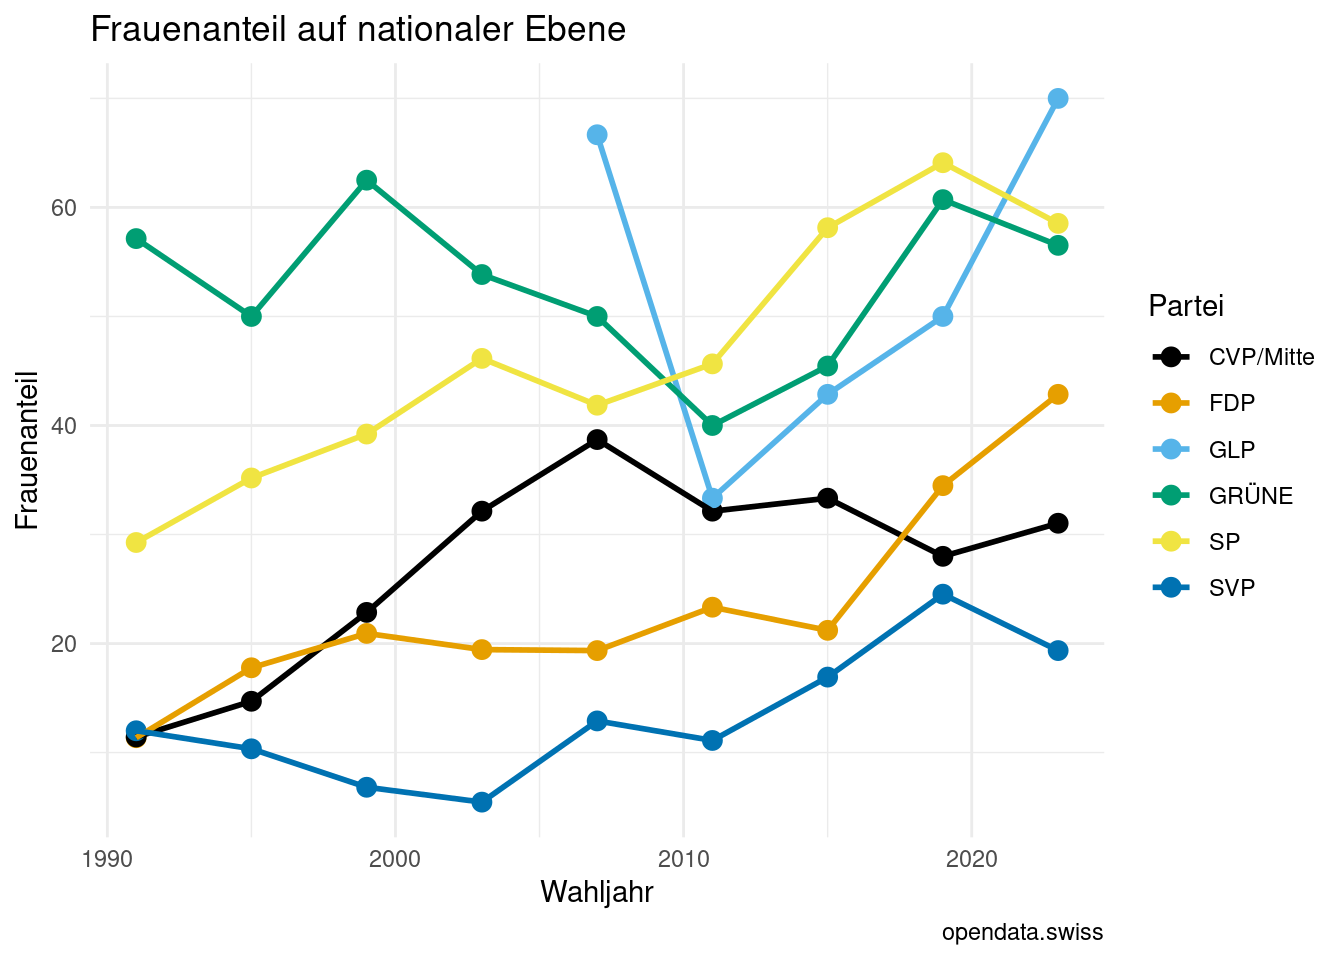 Frauenanteil auf nationaler Ebene
Frauenanteil
60
40
20
1990 2000 2010 2020
Wahljahr
Partei
CVP/Mitte
FDP
GLP
GRÜNE
SP
SVP
opendata.swiss